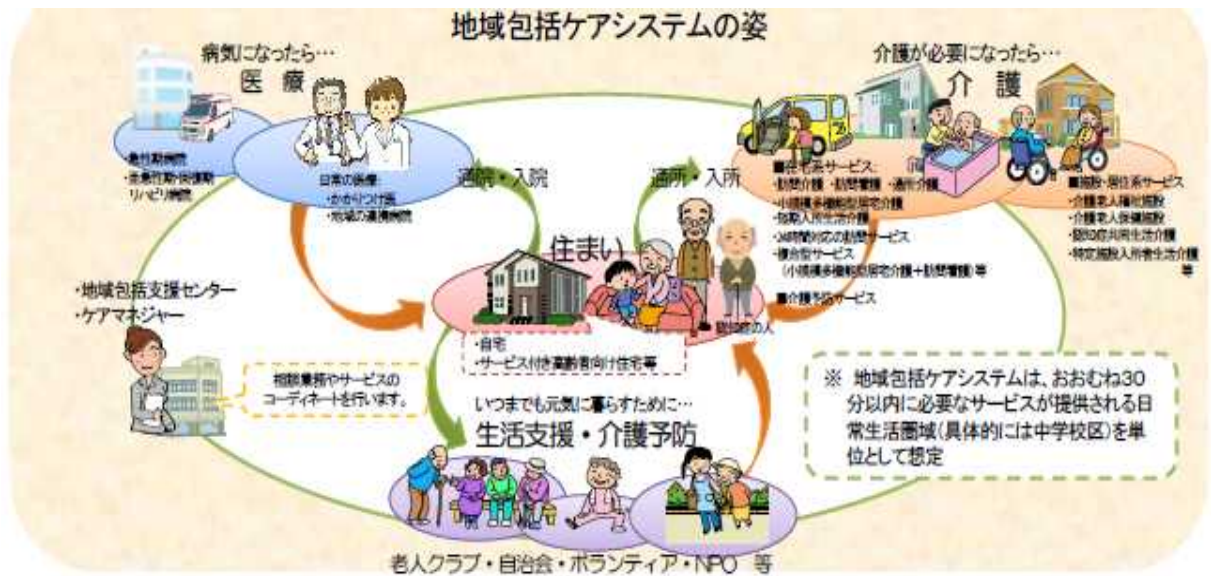 地域包括ケアシステムの姿
病気になったら…
医 療
・急性期病院
・亜急性期・回復期
リハビリ病院
日常の医療:
・かかりつけ医
・地域の連携病院
通院・入院
通所・入所
介護が必要になったら…
介 護
■在宅系サービス:
・訪問介護 ・訪問看護 ・通所介護
・小規模多機能型居宅介護
・短期入所生活介護
・24時間対応の訪問サービス
・複合型サービス
(小規模多機能型居宅介護+訪問看護)等
■介護予防サービス
■施設・居住系サービス
・介護老人福祉施設
・介護老人保健施設
・認知症共同生活介護
・特定施設入所者生活介護
等
住まい
認知症の人
・自宅
・サービス付き高齢者向け住宅等
・地域包括支援センター
・ケアマネジャー
相談業務やサービスの
コーディネートを行います。
いつまでも元気に暮らすために…
生活支援・介護予防
老人クラブ・自治会・ボランティア・NPO 等
※ 地域包括ケアシステムは、おおむね30
分以内に必要なサービスが提供される日
常生活圏域(具体的には中学校区)を単
位として想定